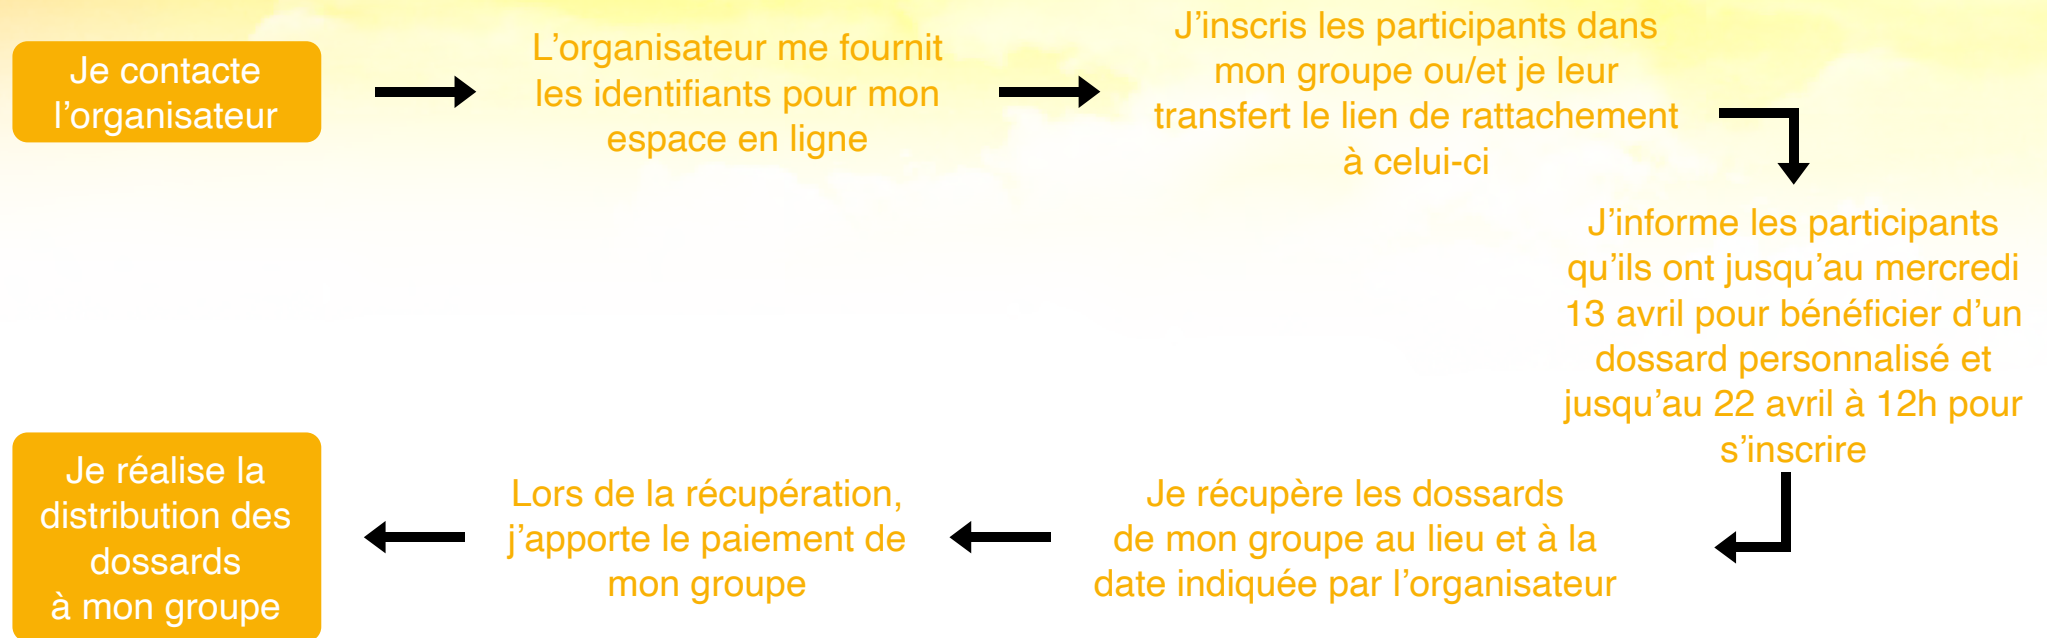 Je contacte
l’organisateur
L’organisateur me fournit
les identifiants pour mon
espace en ligne
J’inscris les participants dans
mon groupe ou/et je leur
transfert le lien de rattachement
à celui-ci
J’informe les participants
qu’ils ont jusqu’au mercredi
13 avril pour bénéficier d’un
dossard personnalisé et
jusqu’au 22 avril à 12h pour
s’inscrire
Je récupère les dossards
de mon groupe au lieu et à la
date indiquée par l’organisateur
Lors de la récupération,
j’apporte le paiement de
mon groupe
Je réalise la
distribution des
dossards
à mon groupe